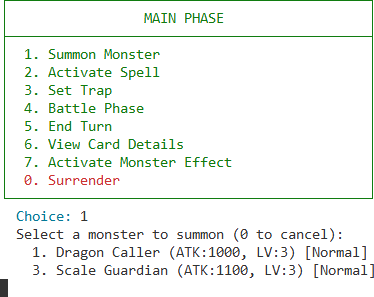 MAIN PHASE
1. Summon Monster
2. Activate Spell
3. Set Trap
4. Battle Phase
5. End Turn
6. View Card Details
7. Activate Monster Effect
0. Surrender
Choice: 1
Select a monster to summon (0 to cancel):
1. Dragon Caller (ATK:1000, LV:3) [Normal]
3. Scale Guardian (ATK:1100, LV:3) [Normal]